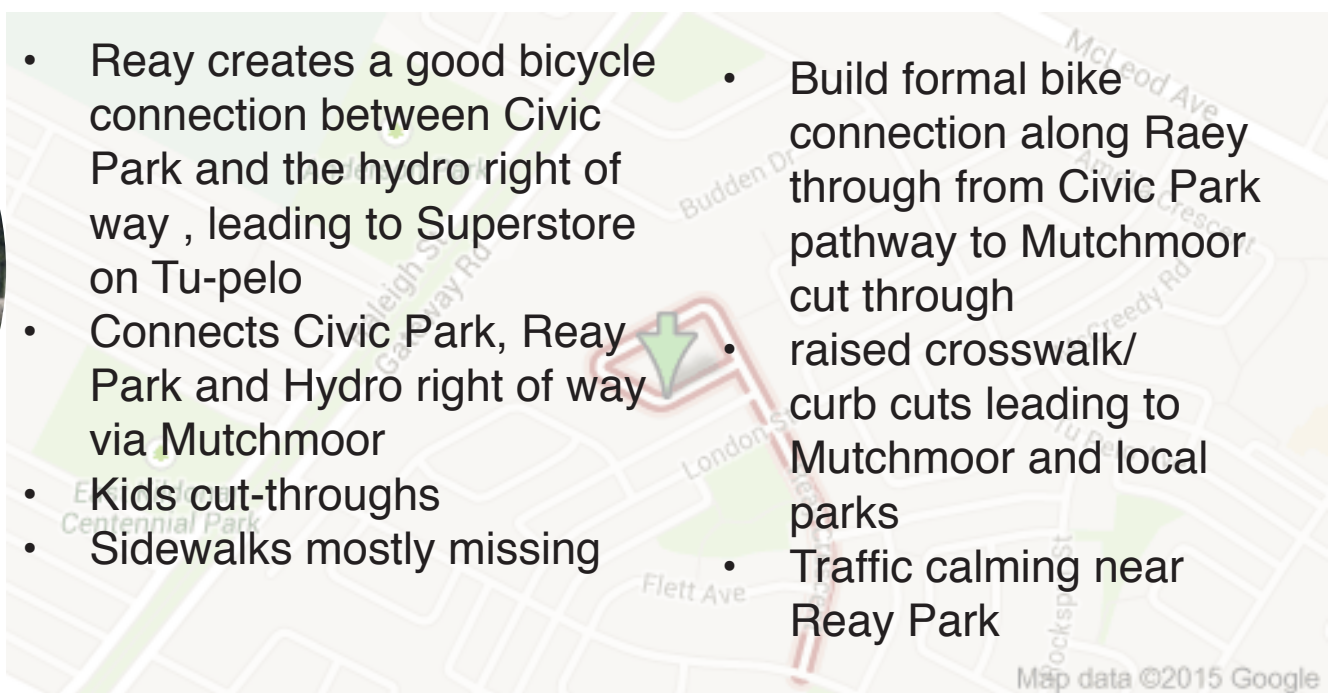 • Reay creates a good bicycle
connection between Civic
Park and the hydro right of
way , leading to Superstore
on Tu-pelo
• Connects Civic Park, Reay
Park and Hydro right of way
via Mutchmoor
• Kids cut-throughs
• Sidewalks mostly missing
• Build formal bike
connection along Raey
through from Civic Park
pathway to Mutchmoor
cut through
• raised crosswalk/
curb cuts leading to
Mutchmoor and local
parks
• Traffic calming near
Reay Park
McLeod Ave
Budden Dr
Crescent
Gateway Rd
London St
Centennial Park
Flett Ave
Map data ©2015 Google